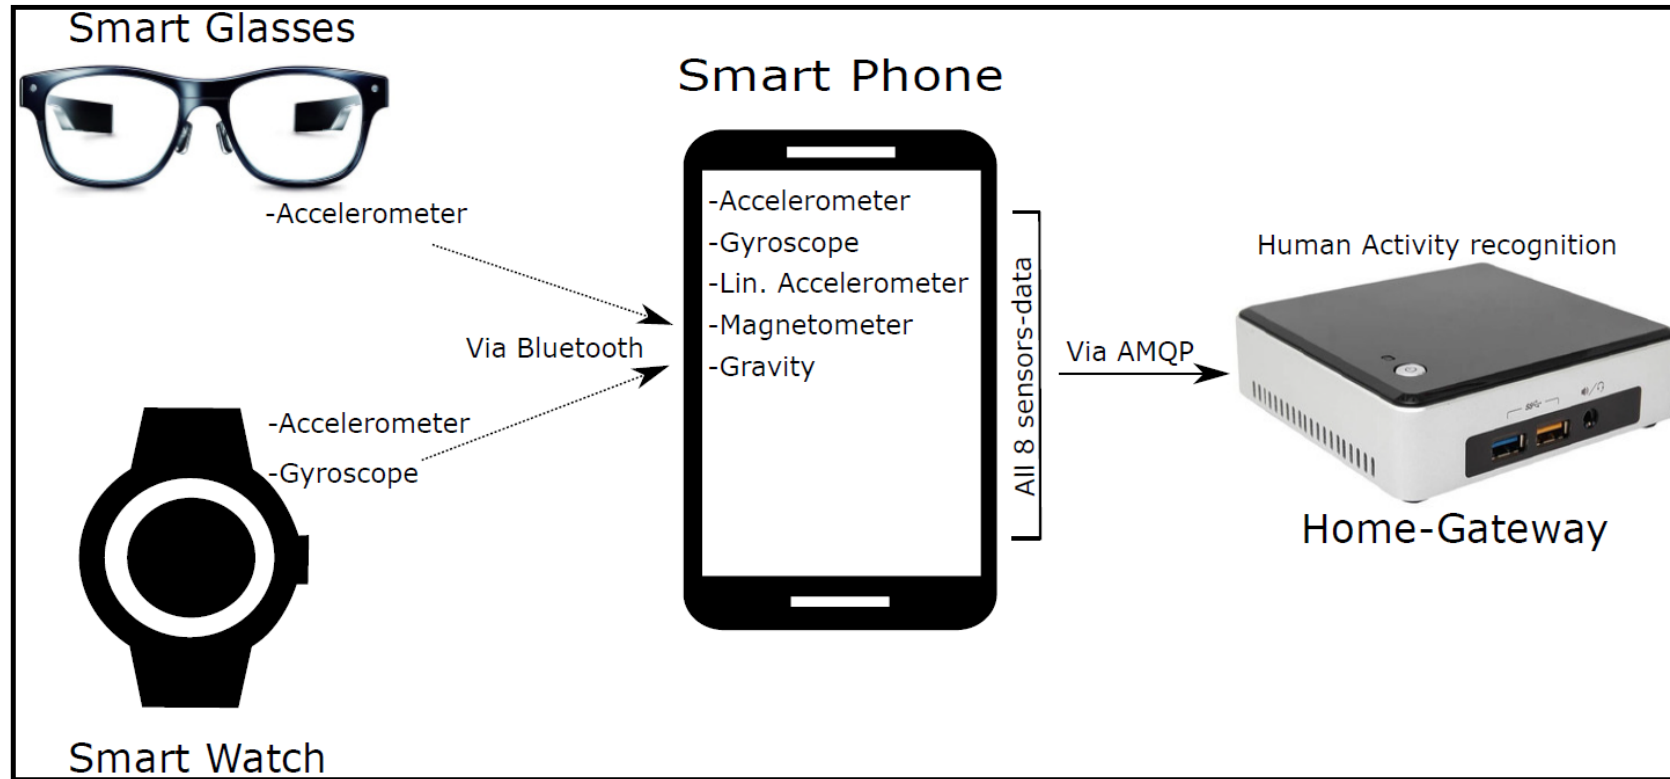 Smart Glasses
-Accelerometer
Smart Phone
-Accelerometer
-Gyroscope
-Lin. Accelerometer
-Magnetometer
-Gravity
Via Bluetooth
-Accelerometer
-Gyroscope
Smart Watch
All 8 sensors-data
Via AMQP
Human Activity recognition
Home-Gateway